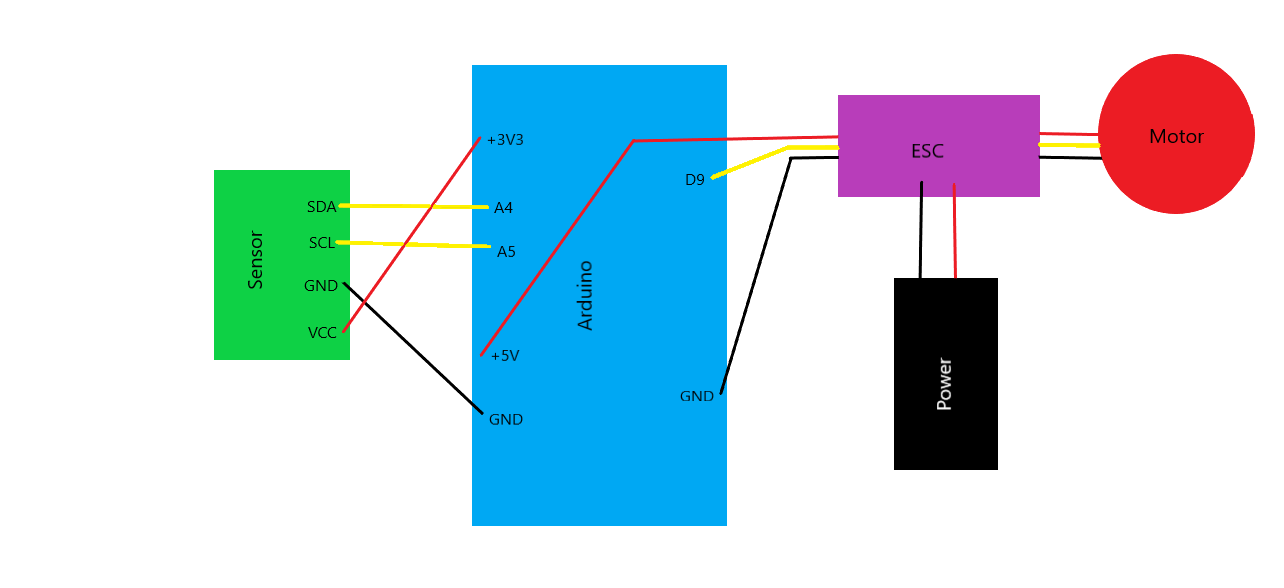 Sensor
SDA
SCL
GND
VCC
+3V3
A4
A5
+5V
GND
Arduino
D9
GND
ESC
Motor
Power